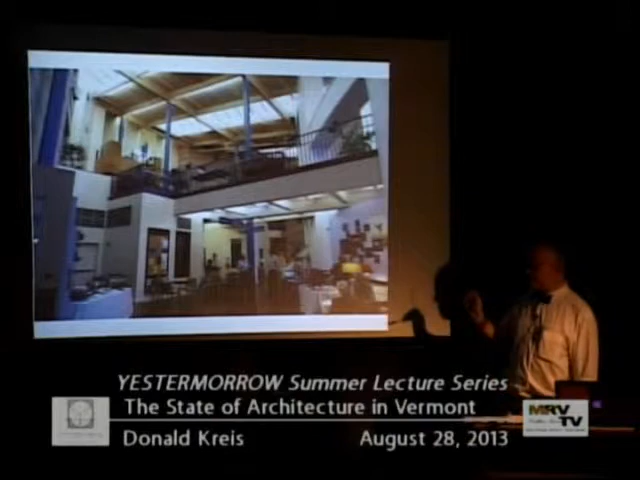 YESTERMORROW Summer Lecture Series
The State of Architecture in Vermont
Donald Kreis August 28, 2013
MRV
TV